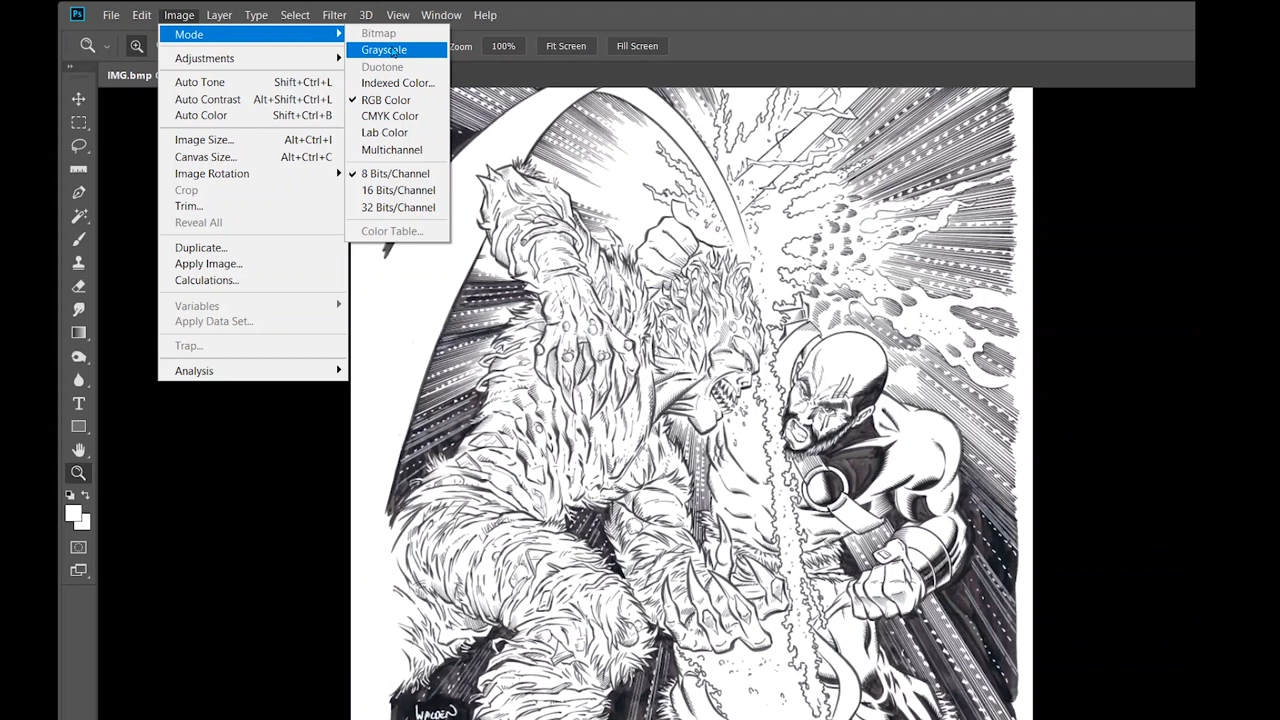 Ps File Edit Image Layer Type Select Filter 3D View Window Help
Zoom 100% Fit Screen Fill Screen
IMG.bmp
Mode
Adjustments
Auto Tone Shift+Ctrl+L
Auto Contrast Alt+Shift+Ctrl+L
Auto Color Shift+Ctrl+B
Image Size... Alt+Ctrl+I
Canvas Size... Alt+Ctrl+C
Image Rotation
Crop
Trim...
Reveal All
Duplicate...
Apply Image...
Calculations...
Variables
Apply Data Set...
Trap...
Analysis
Bitmap
Grayscale
Duotone
Indexed Color...
RGB Color
CMYK Color
Lab Color
Multichannel
8 Bits/Channel
16 Bits/Channel
32 Bits/Channel
Color Table...
T
WALDEN